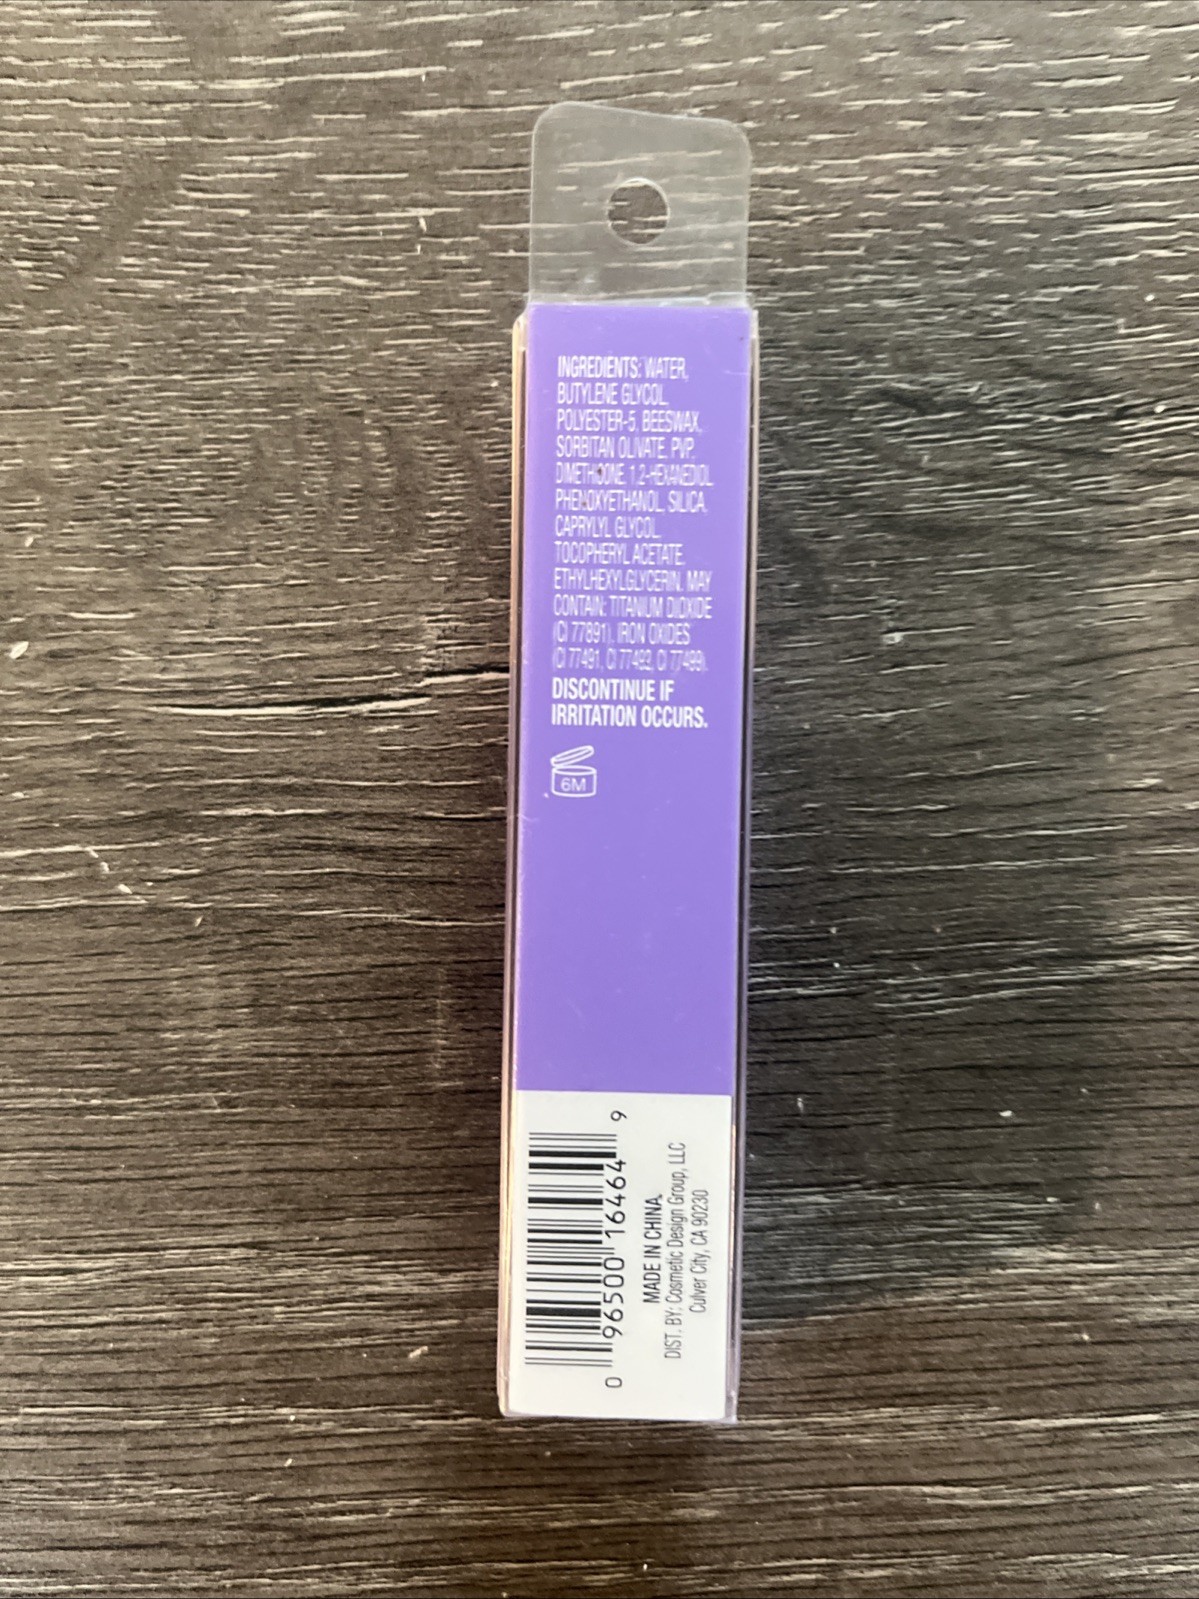 INGREDIENTS: WATER,
BUTYLENE GLYCOL,
POLYESTER-5, BEESWAX,
SORBITAN OLIVATE, PVP,
DIMETHICONE, 1,2-HEXANEDIOL,
PHENOXYETHANOL, SILICA,
CAPRYLYL GLYCOL,
TOCOPHERYL ACETATE,
ETHYLHEXYLGLYCERIN. MAY
CONTAIN: TITANIUM DIOXIDE
(CI 77891), IRON OXIDES
(CI 77491, CI 77492, CI 77499).
DISCONTINUE IF
IRRITATION OCCURS.
6M
0 96500 16464 9
MADE IN CHINA.
DIST. BY: Cosmetic Design Group, LLC
Culver City, CA 90230